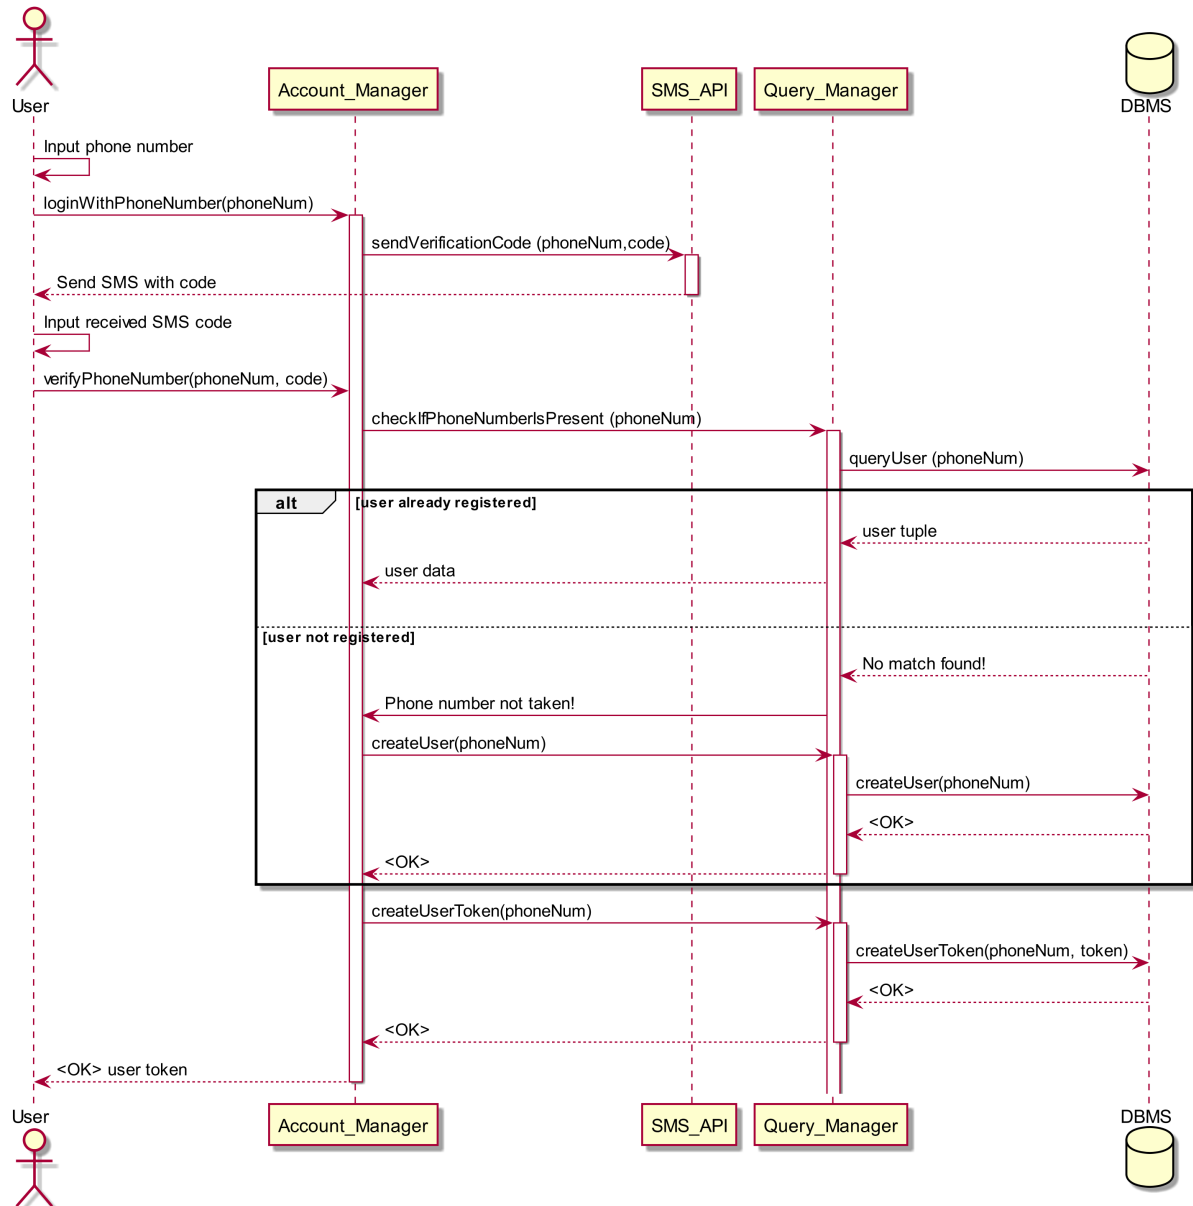 User
Account_Manager
SMS_API
Query_Manager
DBMS
Input phone number
loginWithPhoneNumber(phoneNum)
sendVerificationCode (phoneNum,code)
Send SMS with code
Input received SMS code
verifyPhoneNumber(phoneNum, code)
checkIfPhoneNumberIsPresent (phoneNum)
queryUser (phoneNum)
alt
[user already registered]
user tuple
user data
[user not registered]
No match found!
Phone number not taken!
createUser(phoneNum)
createUser(phoneNum)
<OK>
<OK>
createUserToken(phoneNum)
createUserToken(phoneNum, token)
<OK>
<OK>
<OK> user token
User
Account_Manager
SMS_API
Query_Manager
DBMS